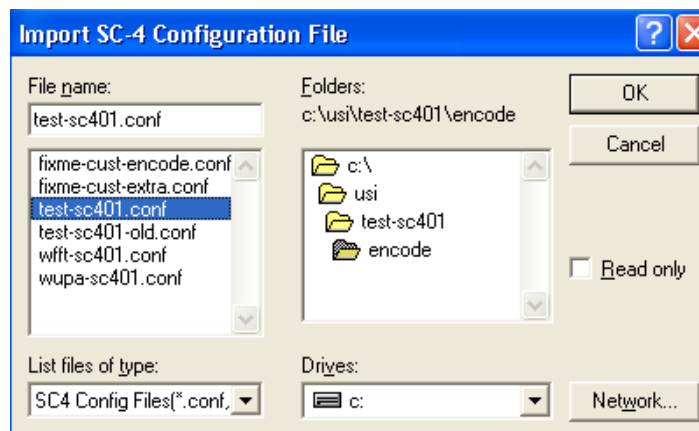 Import SC-4 Configuration File
File name:
test-sc401.conf
fixme-cust-encode.conf
fixme-cust-extra.conf
test-sc401.conf
test-sc401-old.conf
wfft-sc401.conf
wupa-sc401.conf
List files of type:
SC4 Config Files(*.conf,
Folders:
c:\usi\test-sc401\encode
c:\
usi
test-sc401
encode
Drives:
c:
OK
Cancel
Read only
Network...